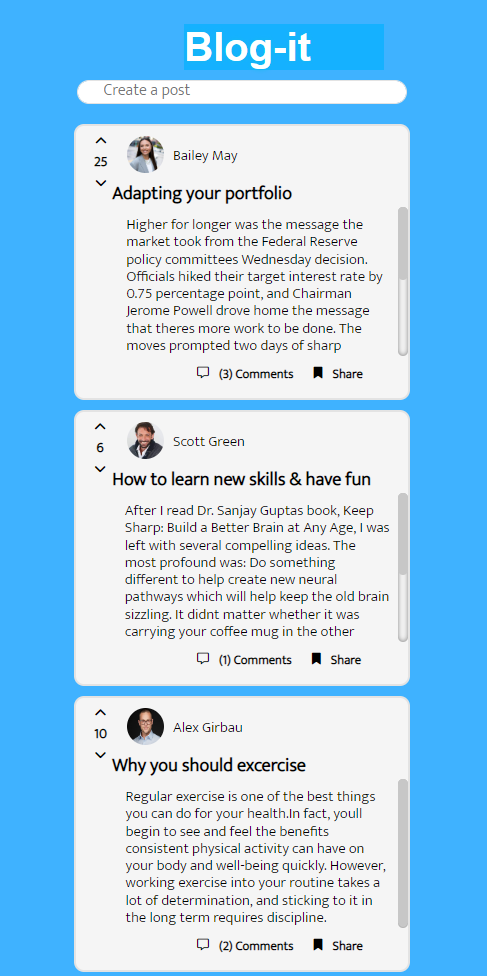 Blog-it
Create a post
25
Bailey May
Adapting your portfolio
Higher for longer was the message the
market took from the Federal Reserve
policy committees Wednesday decision.
Officials hiked their target interest rate by
0.75 percentage point, and Chairman
Jerome Powell drove home the message
that theres more work to be done. The
moves prompted two days of sharp
(3) Comments Share
6
Scott Green
How to learn new skills & have fun
After I read Dr. Sanjay Guptas book, Keep
Sharp: Build a Better Brain at Any Age, I was
left with several compelling ideas. The
most profound was: Do something
different to help create new neural
pathways which will help keep the old brain
sizzling. It didnt matter whether it was
carrying your coffee mug in the other
(1) Comments Share
10
Alex Girbau
Why you should excercise
Regular exercise is one of the best things
you can do for your health.In fact, youll
begin to see and feel the benefits
consistent physical activity can have on
your body and well-being quickly. However,
working exercise into your routine takes a
lot of determination, and sticking to it in
the long term requires discipline.
(2) Comments Share